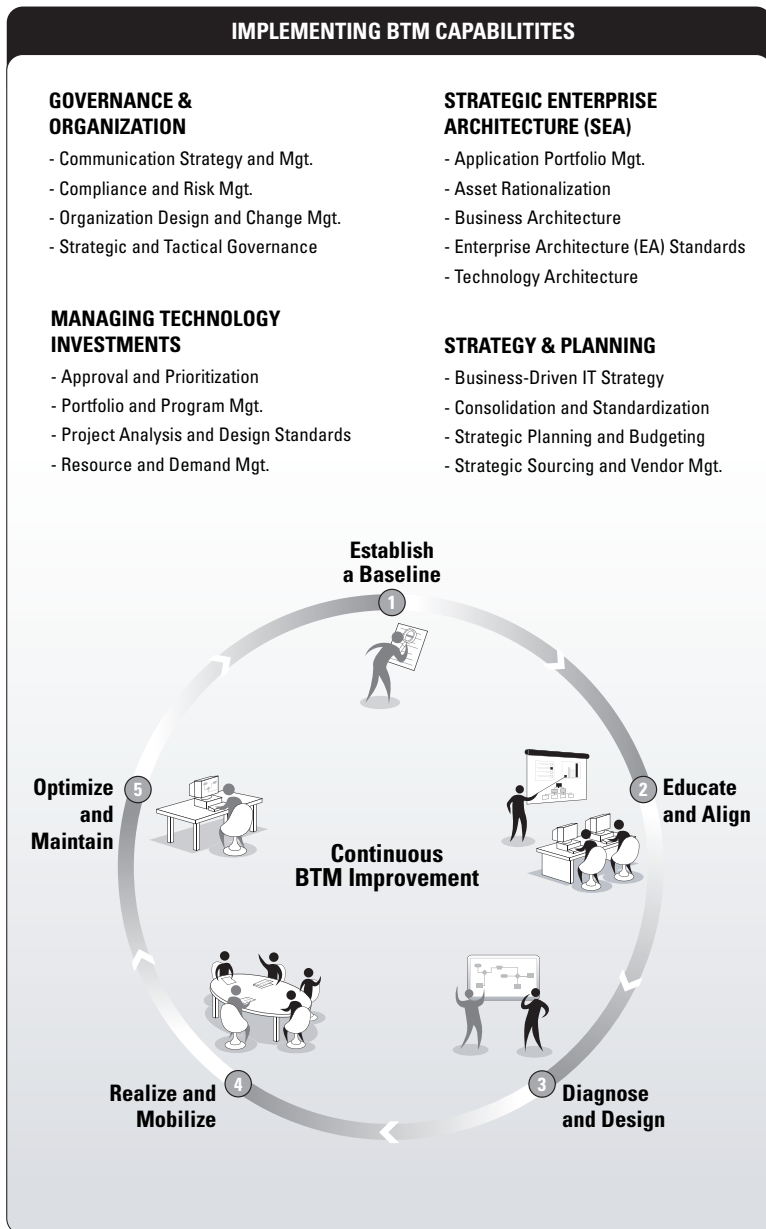 IMPLEMENTING BTM CAPABILITITES
GOVERNANCE &
ORGANIZATION
- Communication Strategy and Mgt.
- Compliance and Risk Mgt.
- Organization Design and Change Mgt.
- Strategic and Tactical Governance
STRATEGIC ENTERPRISE
ARCHITECTURE (SEA)
- Application Portfolio Mgt.
- Asset Rationalization
- Business Architecture
- Enterprise Architecture (EA) Standards
- Technology Architecture
MANAGING TECHNOLOGY
INVESTMENTS
- Approval and Prioritization
- Portfolio and Program Mgt.
- Project Analysis and Design Standards
- Resource and Demand Mgt.
STRATEGY & PLANNING
- Business-Driven IT Strategy
- Consolidation and Standardization
- Strategic Planning and Budgeting
- Strategic Sourcing and Vendor Mgt.
Establish
a Baseline
1
2
Educate
and Align
3
Diagnose
and Design
4
Realize and
Mobilize
5
Optimize
and
Maintain
Continuous
BTM Improvement